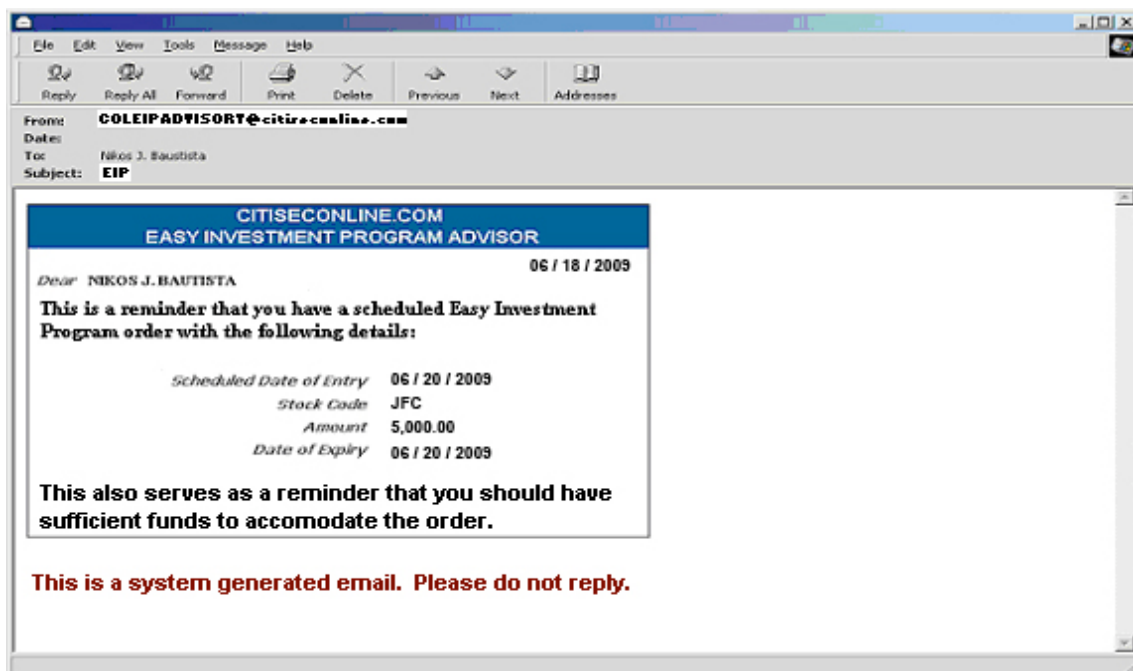 File Edit View Tools Message Help
Reply Reply All Forward Print Delete Previous Next Addresses
From: COLEIPADVISORY@citiseconline.com
Date:
To: Nikos J. Baustista
Subject: EIP
CITISECONLINE.COM
EASY INVESTMENT PROGRAM ADVISOR
06 / 18 / 2009
Dear NIKOS J. BAUTISTA
This is a reminder that you have a scheduled Easy Investment
Program order with the following details:
Scheduled Date of Entry 06 / 20 / 2009
Stock Code JFC
Amount 5,000.00
Date of Expiry 06 / 20 / 2009
This also serves as a reminder that you should have
sufficient funds to accomodate the order.
This is a system generated email. Please do not reply.